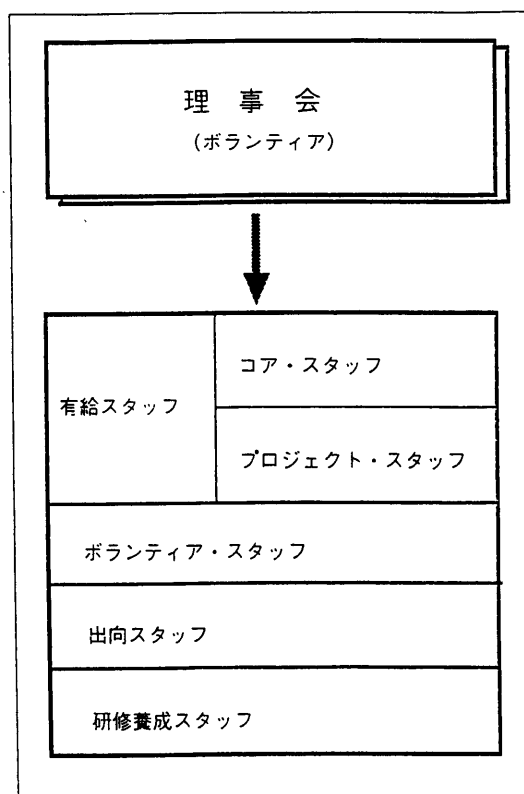 理 事 会
(ボランティア)
有給スタッフ
コア・スタッフ
プロジェクト・スタッフ
ボランティア・スタッフ
出向スタッフ
研修養成スタッフ